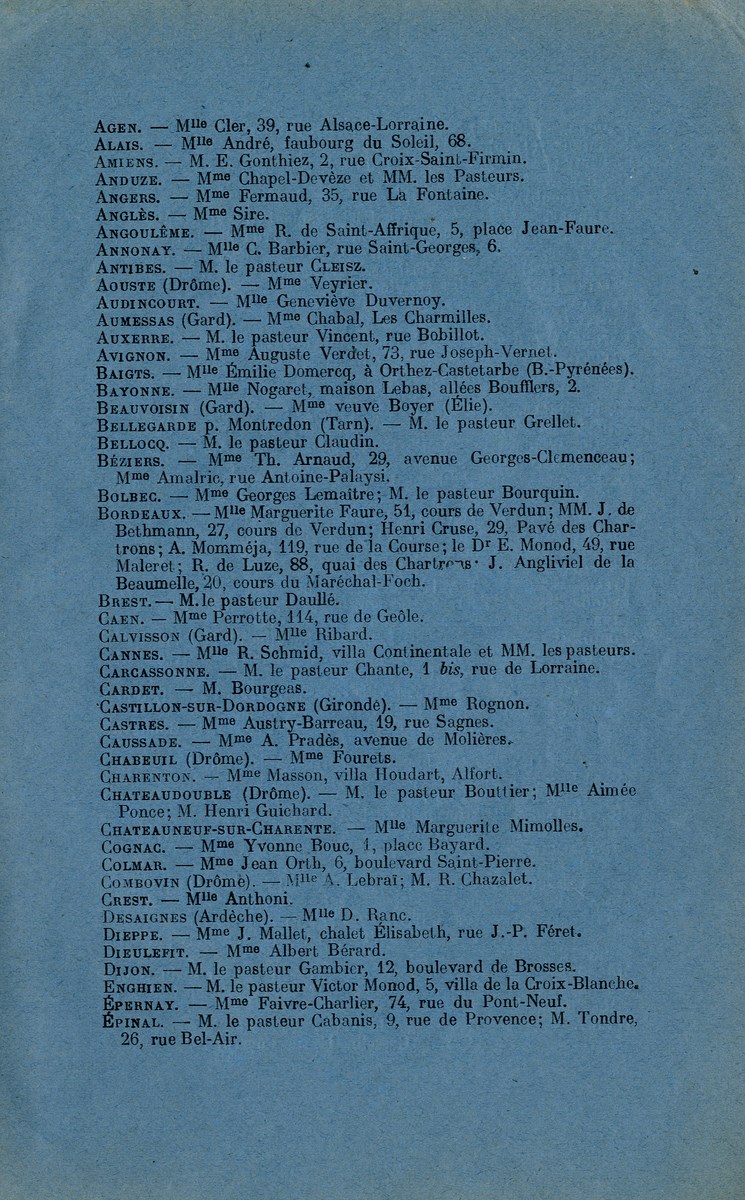 AGEN. — Mlle Cler, 39, rue Alsace-Lorraine.
ALAIS. — Mlle André, faubourg du Soleil, 68.
AMIENS. — M. E. Gonthiez, 2, rue Croix-Saint-Firmin.
ANDUZE. — Mme Chapel-Devèze et MM. les Pasteurs.
ANGERS. — Mme Fermaud, 35, rue La Fontaine.
ANGLÈS. — Mme Sire.
ANGOULÊME. — Mme R. de Saint-Affrique, 5, place Jean-Faure.
ANNONAY. — Mlle C. Barbier, rue Saint-Georges, 6.
ANTIBES. — M. le pasteur CLEISZ.
AOUSTE (Drôme). — Mme Veyrier.
AUDINCOURT. — Mlle Geneviève Duvernoy.
AUMESSAS (Gard). — Mme Chabal, Les Charmilles.
AUXERRE. — M. le pasteur Vincent, rue Bobillot.
AVIGNON. — Mme Auguste Verdet, 73, rue Joseph-Vernet.
BAIGTS. — Mlle Émilie Domercq, à Orthez-Castetarbe (B.-Pyrénées).
BAYONNE. — Mlle Nogaret, maison Lebas, allées Boufflers, 2.
BEAUVOISIN (Gard). — Mme veuve Boyer (Élie).
BELLEGARDE p. Montredon (Tarn). — M. le pasteur Grellet.
BELLOCQ. — M. le pasteur Claudin.
BÉZIERS. — Mme Th. Arnaud, 29, avenue Georges-Clemenceau;
Mme Amalric, rue Antoine-Palaysi.
BOLBEC. — Mme Georges Lemaître; M. le pasteur Bourquin.
BORDEAUX. — Mlle Marguerite Faure, 51, cours de Verdun; MM. J. de
Bethmann, 27, cours de Verdun; Henri Cruse, 29, Pavé des Char-
trons; A. Momméja, 119, rue de la Course; le Dr E. Monod, 49, rue
Maleret; R. de Luze, 88, quai des Chartrons; J. Angliviel de la
Beaumelle, 20, cours du Maréchal-Foch.
BREST. — M. le pasteur Daullé.
CAEN. — Mme Perrotte, 114, rue de Geôle.
CALVISSON (Gard). — Mlle Ribard.
CANNES. — Mlle R. Schmid, villa Continentale et MM. les pasteurs.
CARCASSONNE. — M. le pasteur Chante, 1 bis, rue de Lorraine.
CARDET. — M. Bourgeas.
CASTILLON-SUR-DORDOGNE (Gironde). — Mme Rognon.
CASTRES. — Mme Austry-Barreau, 19, rue Sagnes.
CAUSSADE. — Mme A. Pradès, avenue de Molières.
CHABEUIL (Drôme). — Mme Fourets.
CHARENTON. — Mme Masson, villa Houdart, Alfort.
CHATEAUDOUBLE (Drôme). — M. le pasteur Bouttier; Mlle Aimée
Ponce; M. Henri Guichard.
CHATEAUNEUF-SUR-CHARENTE. — Mlle Marguerite Mimolles.
COGNAC. — Mme Yvonne Bouc, 1, place Bayard.
COLMAR. — Mme Jean Orth, 6, boulevard Saint-Pierre.
COMBOVIN (Drôme). — Mlle A. Lebraï; M. R. Chazalet.
CREST. — Mlle Anthoni.
DESAIGNES (Ardèche). — Mlle D. Ranc.
DIEPPE. — Mme J. Mallet, chalet Élisabeth, rue J.-P. Féret.
DIEULEFIT. — Mme Albert Bérard.
DIJON. — M. le pasteur Gambier, 12, boulevard de Brosses.
ENGHIEN. — M. le pasteur Victor Monod, 5, villa de la Croix-Blanche.
ÉPERNAY. — Mme Faivre-Charlier, 74, rue du Pont-Neuf.
ÉPINAL. — M. le pasteur Cabanis, 9, rue de Provence; M. Tondre,
26, rue Bel-Air.